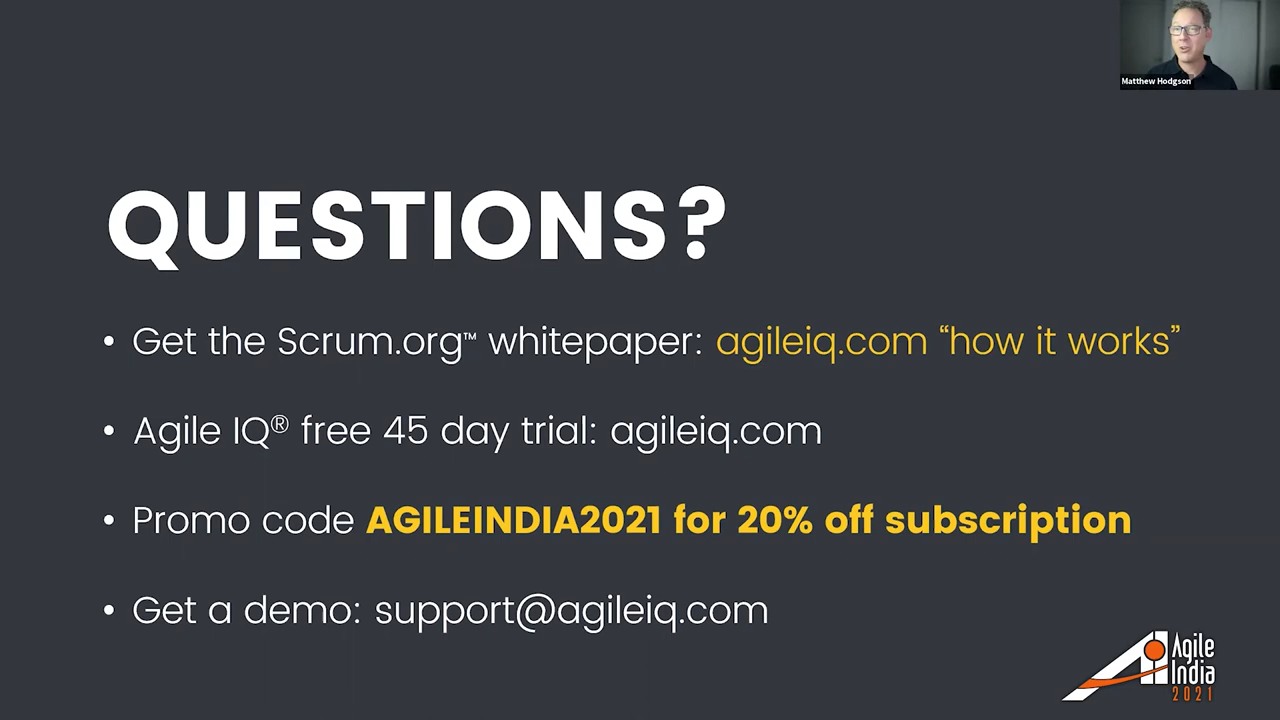 Matthew Hodgson
QUESTIONS?
• Get the Scrum.org™ whitepaper: agileiq.com “how it works”
• Agile IQ® free 45 day trial: agileiq.com
• Promo code AGILEINDIA2021 for 20% off subscription
• Get a demo: support@agileiq.com
Agile
India
2021